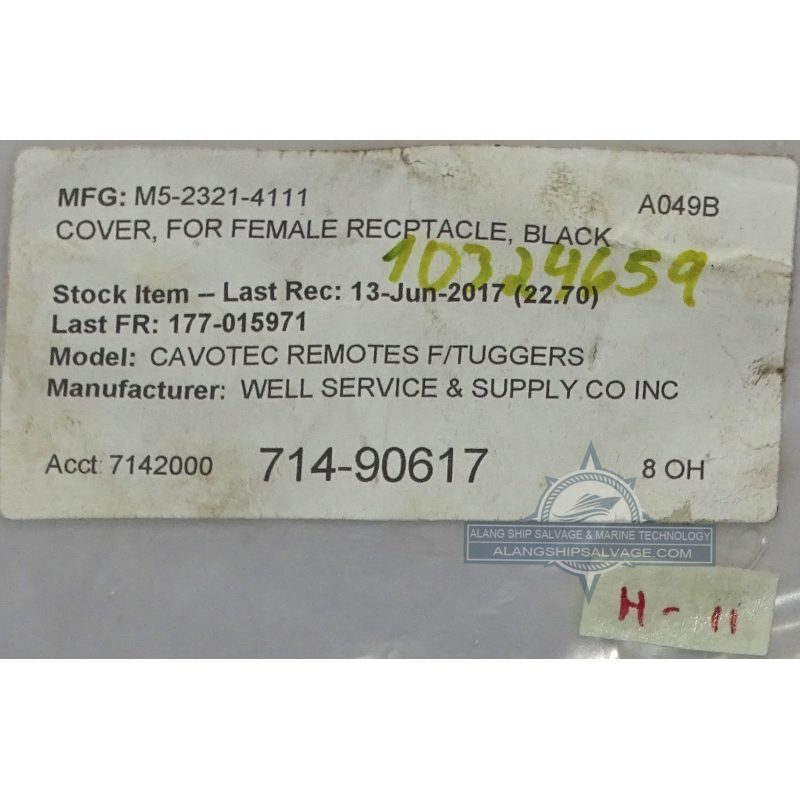 MFG: M5-2321-4111
A049B
COVER, FOR FEMALE RECPTACLE, BLACK
10324659
Stock Item -- Last Rec: 13-Jun-2017 (22.70)
Last FR: 177-015971
Model: CAVOTEC REMOTES F/TUGGERS
Manufacturer: WELL SERVICE & SUPPLY CO INC
Acct: 7142000 714-90617 8 OH
ALANG SHIP SALVAGE & MARINE TECHNOLOGY
ALANGSHIPSALVAGE.COM
H-11